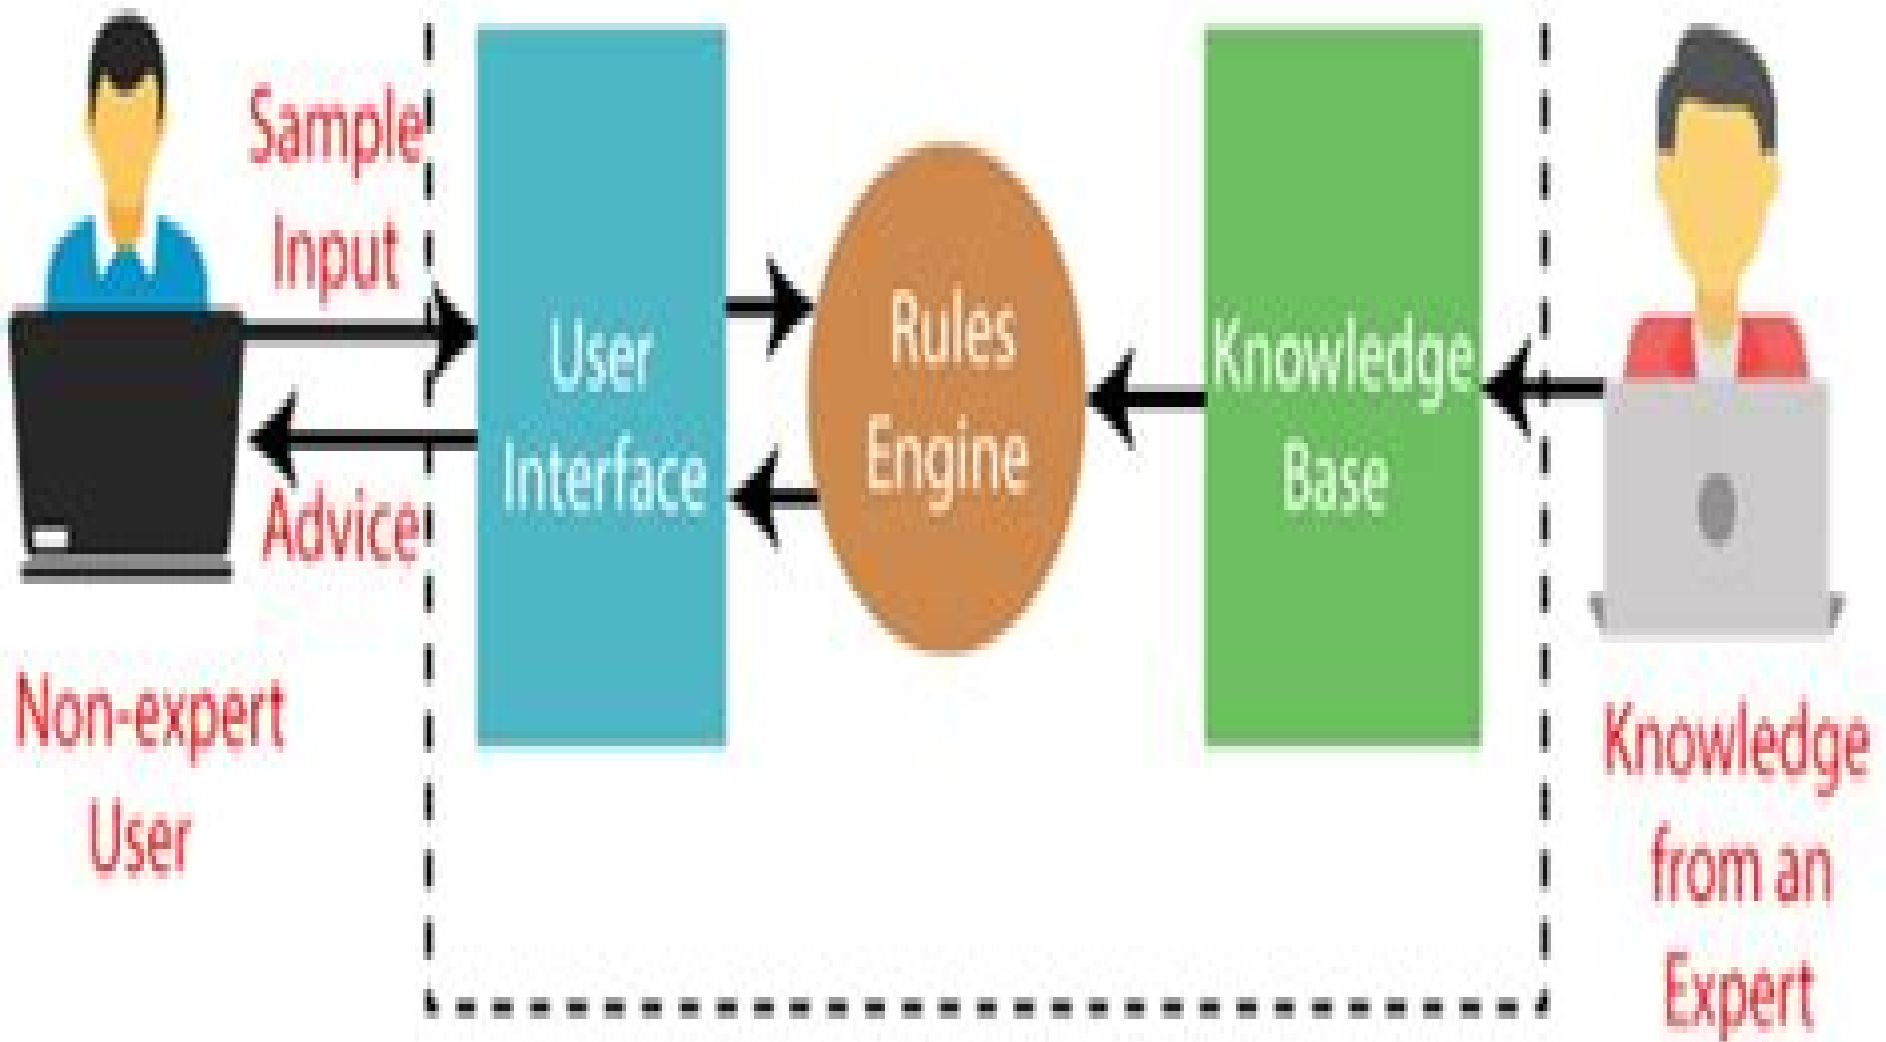 Sample
Input
Advice
Non-expert
User
User
Interface
Rules
Engine
Knowledge
Base
Knowledge
from an
Expert